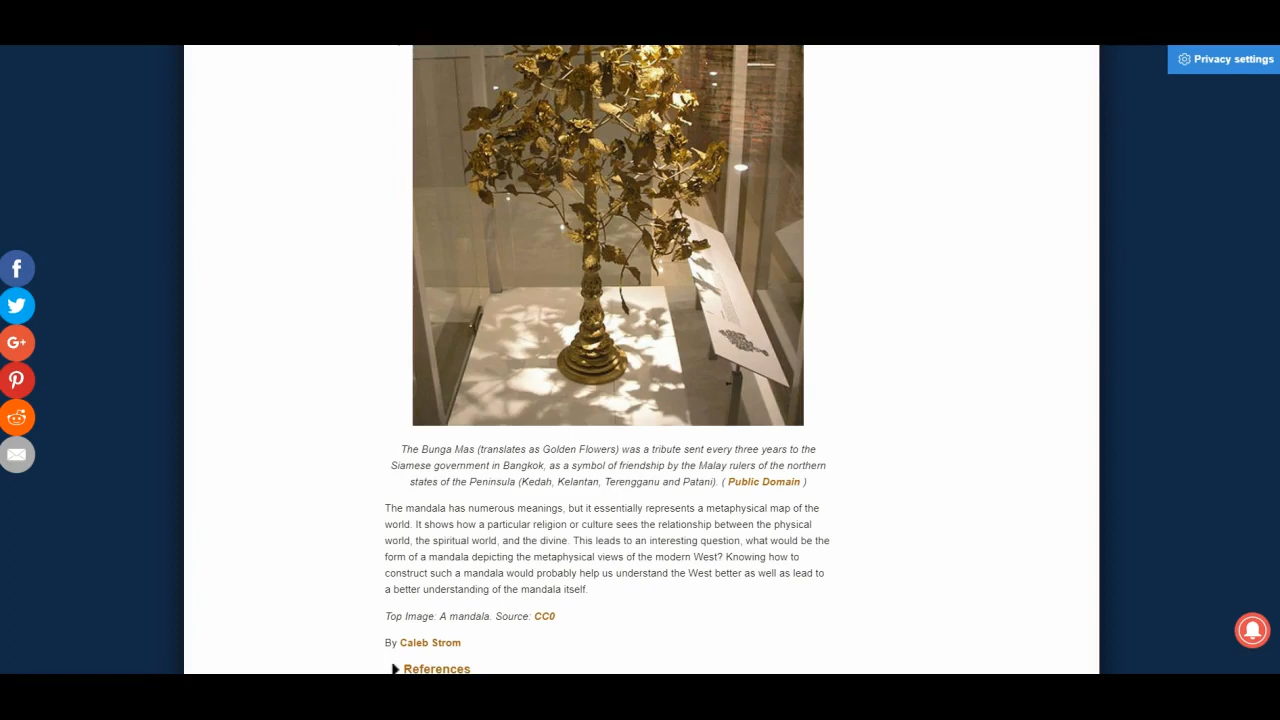 Privacy settings
The Bunga Mas (translates as Golden Flowers) was a tribute sent every three years to the
Siamese government in Bangkok, as a symbol of friendship by the Malay rulers of the northern
states of the Peninsula (Kedah, Kelantan, Terengganu and Patani). ( Public Domain )
The mandala has numerous meanings, but it essentially represents a metaphysical map of the
world. It shows how a particular religion or culture sees the relationship between the physical
world, the spiritual world, and the divine. This leads to an interesting question, what would be the
form of a mandala depicting the metaphysical views of the modern West? Knowing how to
construct such a mandala would probably help us understand the West better as well as lead to
a better understanding of the mandala itself.
Top Image: A mandala. Source: CC0
By Caleb Strom
References